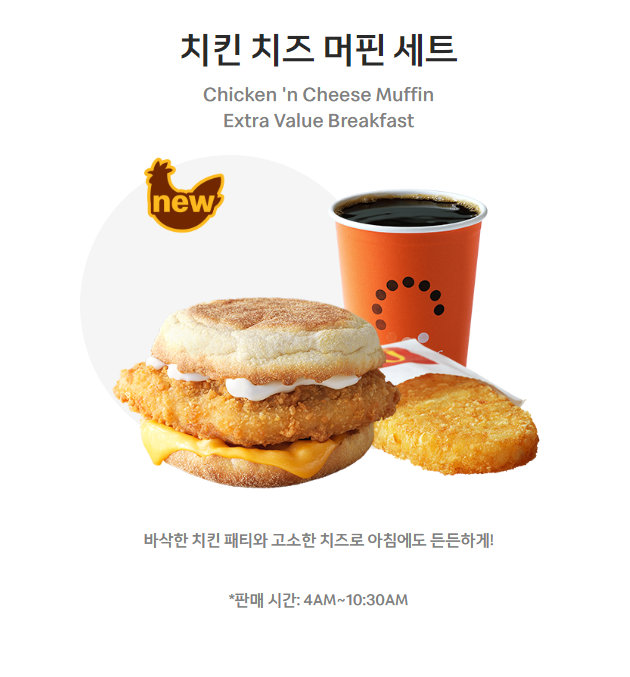 치킨 치즈 머핀 세트
Chicken 'n Cheese Muffin
Extra Value Breakfast
new
바삭한 치킨 패티와 고소한 치즈로 아침에도 든든하게!
*판매 시간: 4AM~10:30AM